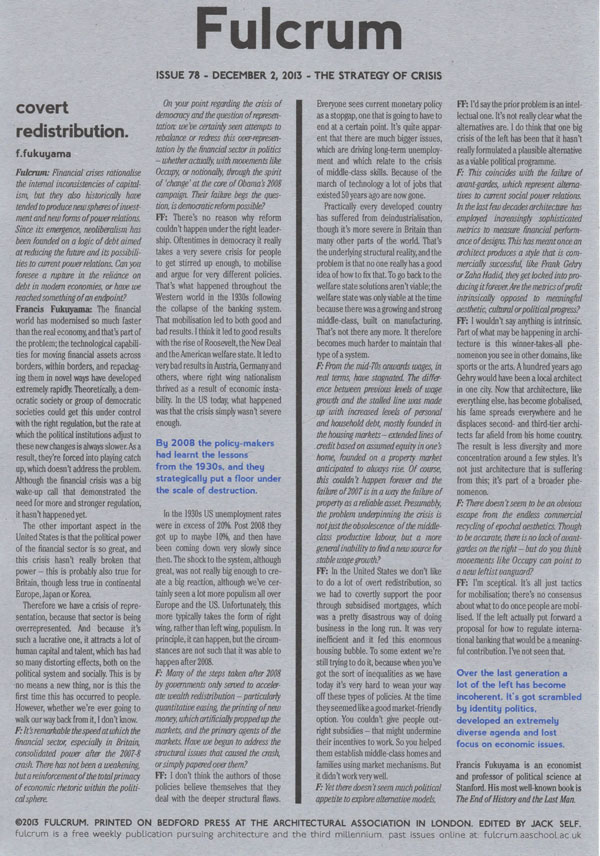 Fulcrum
ISSUE 78 - DECEMBER 2, 2013 - THE STRATEGY OF CRISIS
covert
redistribution.
f.fukuyama
Fulcrum: Financial crises rationalise
the internal inconsistencies of capital-
ism, but they also historically have
tended to produce new spheres of invest-
ment and new forms of power relations.
Since its emergence, neoliberalism has
been founded on a logic of debt aimed
at reducing the future and its possibili-
ties to current power relations. Can you
foresee a rupture in the reliance on
debt in modern economies, or have we
reached something of an endpoint?
Francis Fukuyama: The financial
world has modernised so much faster
than the real economy, and that's part of
the problem; the technological capabili-
ties for moving financial assets across
borders, within borders, and repackag-
ing them in novel ways have developed
extremely rapidly. Theoretically, a dem-
ocratic society or group of democratic
societies could get this under control
with the right regulation, but the rate at
which the political institutions adjust to
these new changes is always slower. As a
result, they're forced into playing catch
up, which doesn't address the problem.
Although the financial crisis was a big
wake-up call that demonstrated the
need for more and stronger regulation,
it hasn't happened yet.
The other important aspect in the
United States is that the political power
of the financial sector is so great, and
this crisis hasn't really broken that
power – this is probably also true for
Britain, though less true in continental
Europe, Japan or Korea.
Therefore we have a crisis of repre-
sentation, because that sector is being
overrepresented. And because it's
such a lucrative one, it attracts a lot of
human capital and talent, which has had
so many distorting effects, both on the
political system and socially. This is by
no means a new thing, nor is this the
first time this has occurred to people.
However, whether we're ever going to
walk our way back from it, I don't know.
F: It's remarkable the speed at which the
financial sector, especially in Britain,
consolidated power after the 2007-8
crash. There has not been a weakening,
but a reinforcement of the total primacy
of economic rhetoric within the politi-
cal sphere.
On your point regarding the crisis of
democracy and the question of represen-
tation: we've certainly seen attempts to
rebalance or redress this over-represen-
tation by the financial sector in politics
– whether actually, with movements like
Occupy, or notionally, through the spirit
of 'change' at the core of Obama's 2008
campaign. Their failure begs the ques-
tion, is democratic reform possible?
FF: There's no reason why reform
couldn't happen under the right leader-
ship. Oftentimes in democracy it really
takes a very severe crisis for people
to get stirred up enough, to mobilise
and argue for very different policies.
That's what happened throughout the
Western world in the 1930s following
the collapse of the banking system.
That mobilisation led to both good and
bad results. I think it led to good results
with the rise of Roosevelt, the New Deal
and the American welfare state. It led to
very bad results in Austria, Germany and
others, where right wing nationalism
thrived as a result of economic insta-
bility. In the US today, what happened
was that the crisis simply wasn't severe
enough.
By 2008 the policy-makers
had learnt the lessons
from the 1930s, and they
strategically put a floor under
the scale of destruction.
In the 1930s US unemployment rates
were in excess of 20%. Post 2008 they
got up to maybe 10%, and then have
been coming down very slowly since
then. The shock to the system, although
great, was not really big enough to cre-
ate a big reaction, although we've cer-
tainly seen a lot more populism all over
Europe and the US. Unfortunately, this
more typically takes the form of right
wing, rather than left wing, populism. In
principle, it can happen, but the circum-
stances are not such that it was able to
happen after 2008.
F: Many of the steps taken after 2008
by governments only served to acceler-
ate wealth redistribution – particularly
quantitative easing, the printing of new
money, which artificially propped up the
markets, and the primary agents of the
markets. Have we begun to address the
structural issues that caused the crash,
or simply papered over them?
FF: I don't think the authors of those
policies believe themselves that they
deal with the deeper structural flaws.
Everyone sees current monetary policy
as a stopgap, one that is going to have to
end at a certain point. It's quite appar-
ent that there are much bigger issues,
which are driving long-term unemploy-
ment and which relate to the crisis
of middle-class skills. Because of the
march of technology a lot of jobs that
existed 50 years ago are now gone.
Practically every developed country
has suffered from deindustrialisation,
though it's more severe in Britain than
many other parts of the world. That's
the underlying structural reality, and the
problem is that no one really has a good
idea of how to fix that. To go back to the
welfare state solutions aren't viable; the
welfare state was only viable at the time
because there was a growing and strong
middle-class, built on manufacturing.
That's not there any more. It therefore
becomes much harder to maintain that
type of a system.
F: From the mid-70s onwards wages, in
real terms, have stagnated. The differ-
ence between previous levels of wage
growth and the stalled line was made
up with increased levels of personal
and household debt, mostly founded in
the housing markets – extended lines of
credit based on assumed equity in one's
home, founded on a property market
anticipated to always rise. Of course,
this couldn't happen forever and the
failure of 2007 is in a way the failure of
property as a reliable asset. Presumably,
the problem underpinning the crisis is
not just the obsolescence of the middle-
class productive labour, but a more
general inability to find a new source for
stable wage growth?
FF: In the United States we don't like
to do a lot of overt redistribution, so
we had to covertly support the poor
through subsidised mortgages, which
was a pretty disastrous way of doing
business in the long run. It was very
inefficient and it fed this enormous
housing bubble. To some extent we're
still trying to do it, because when you've
got the sort of inequalities as we have
today it's very hard to wean your way
off these types of policies. At the time
they seemed like a good market-friendly
option. You couldn't give people out-
right subsidies – that might undermine
their incentives to work. So you helped
them establish middle-class homes and
families using market mechanisms. But
it didn't work very well.
F: Yet there doesn't seem much political
appetite to explore alternative models.
FF: I'd say the prior problem is an intel-
lectual one. It's not really clear what the
alternatives are. I do think that one big
crisis of the left has been that it hasn't
really formulated a plausible alternative
as a viable political programme.
F: This coincides with the failure of
avant-gardes, which represent alterna-
tives to current social power relations.
In the last few decades architecture has
employed increasingly sophisticated
metrics to measure financial perform-
ance of designs. This has meant once an
architect produces a style that is com-
mercially successful, like Frank Gehry
or Zaha Hadid, they get locked into pro-
ducing it forever. Are the metrics of profit
intrinsically opposed to meaningful
aesthetic, cultural or political progress?
FF: I wouldn't say anything is intrinsic.
Part of what may be happening in archi-
tecture is this winner-takes-all phe-
nomenon you see in other domains, like
sports or the arts. A hundred years ago
Gehry would have been a local architect
in one city. Now that architecture, like
everything else, has become globalised,
his fame spreads everywhere and he
displaces second- and third-tier archi-
tects far afield from his home country.
The result is less diversity and more
concentration around a few styles. It's
not just architecture that is suffering
from this; it's part of a broader phe-
nomenon.
F: There doesn't seem to be an obvious
escape from the endless commercial
recycling of epochal aesthetics. Though
to be accurate, there is no lack of avant-
gardes on the right – but do you think
movements like Occupy can point to
a new leftist vanguard?
FF: I'm sceptical. It's all just tactics
for mobilisation; there's no consensus
about what to do once people are mobi-
lised. If the left actually put forward a
proposal for how to regulate interna-
tional banking that would be a meaning-
ful contribution. I've not seen that.
Over the last generation a
lot of the left has become
incoherent. It's got scrambled
by identity politics,
developed an extremely
diverse agenda and lost
focus on economic issues.
Francis Fukuyama is an economist
and professor of political science at
Stanford. His most well-known book is
The End of History and the Last Man.
©2013 FULCRUM. PRINTED ON BEDFORD PRESS AT THE ARCHITECTURAL ASSOCIATION IN LONDON. EDITED BY JACK SELF.
fulcrum is a free weekly publication pursuing architecture and the third millennium. past issues online at: fulcrum.aaschool.ac.uk